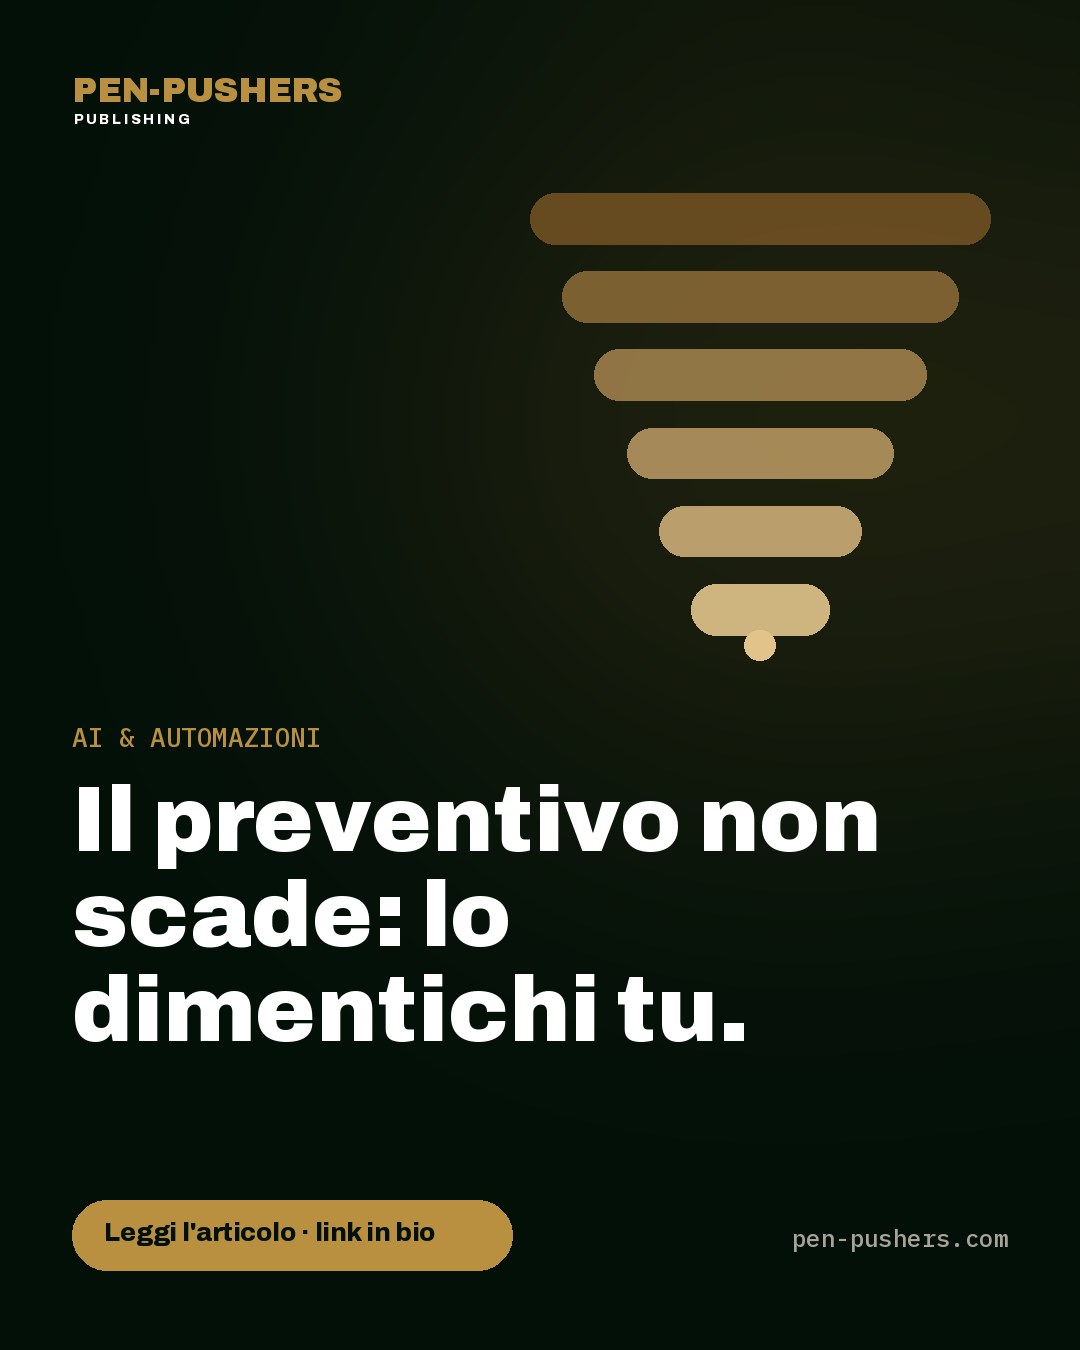 PEN-PUSHERS
PUBLISHING
AI & AUTOMAZIONI
Il preventivo non
scade: lo
dimentichi tu.
Leggi l'articolo · link in bio
pen-pushers.com